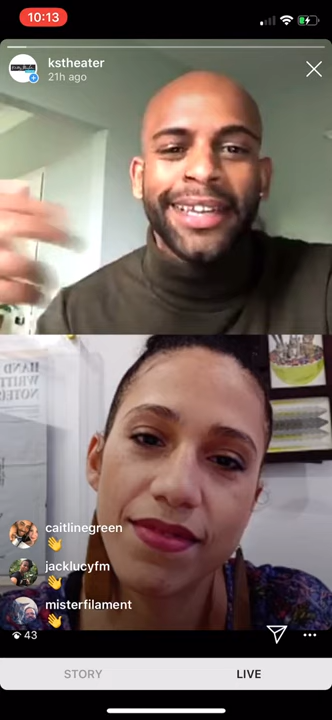 10:13
kstheater
21h ago
HAND
WRITTEN
NOTES
caitlinegreen
👋
jacklucyfm
👋
misterfilament
👋
43
STORY
LIVE